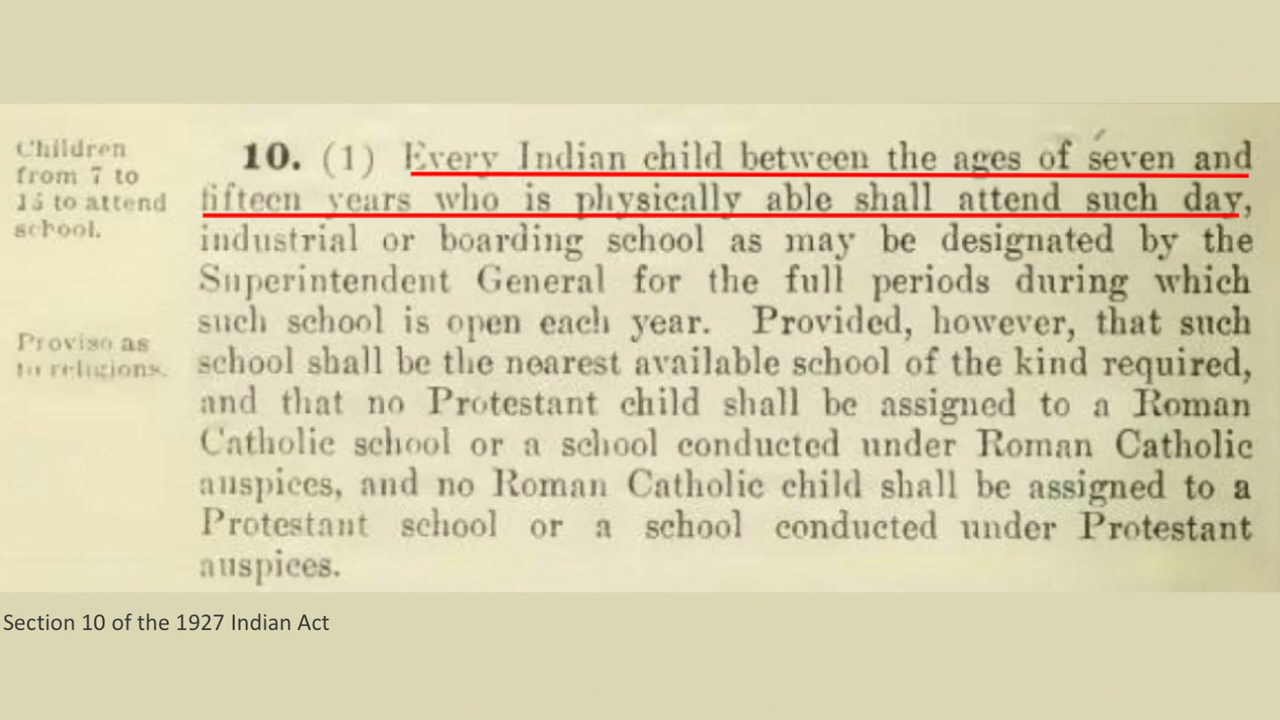 Children
from 7 to
15 to attend
school.
10. (1) Every Indian child between the ages of seven and
fifteen years who is physically able shall attend such day,
industrial or boarding school as may be designated by the
Superintendent General for the full periods during which
such school is open each year. Provided, however, that such
Proviso as
to religions.
school shall be the nearest available school of the kind required,
and that no Protestant child shall be assigned to a Roman
Catholic school or a school conducted under Roman Catholic
auspices, and no Roman Catholic child shall be assigned to a
Protestant school or a school conducted under Protestant
auspices.
Section 10 of the 1927 Indian Act